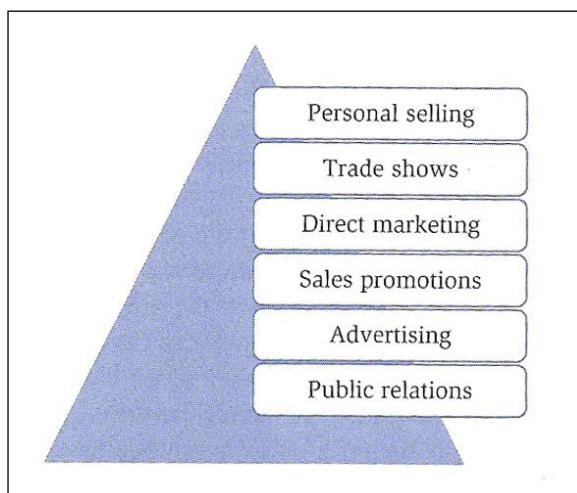 Personal selling
Trade shows
Direct marketing
Sales promotions
Advertising
Public relations